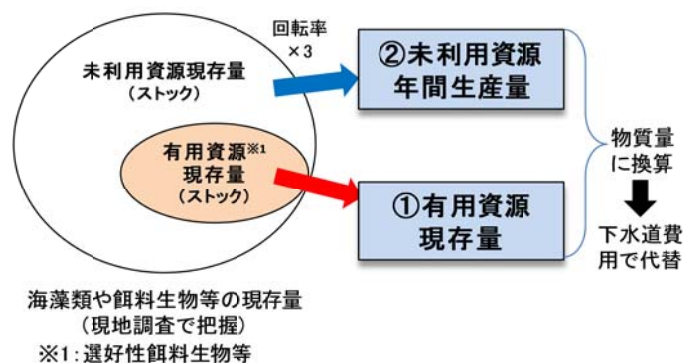 回転率
×3
未利用資源現存量
(ストック)
有用資源※1
現存量
(ストック)
②未利用資源
年間生産量
①有用資源
現存量
物質量
に換算
下水道費
用で代替
海藻類や餌料生物等の現存量
(現地調査で把握)
※1:選好性餌料生物等